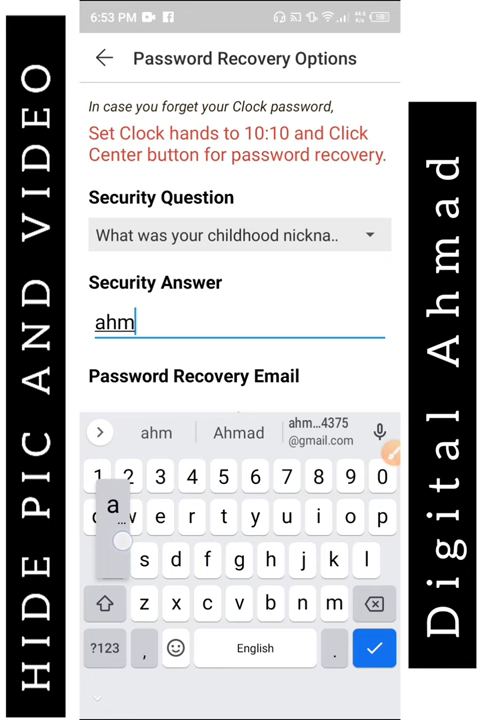 HIDE PIC AND VIDEO
6:53 PM
Password Recovery Options
In case you forget your Clock password,
Set Clock hands to 10:10 and Click
Center button for password recovery.
Security Question
What was your childhood nickna..
Security Answer
ahm
Password Recovery Email
ahm
Ahmad
ahm...4375
@gmail.com
1 2 3 4 5 6 7 8 9 0
w e r t y u i o p
a s d f g h j k l
z x c v b n m
?123 , English .
Digital Ahmad